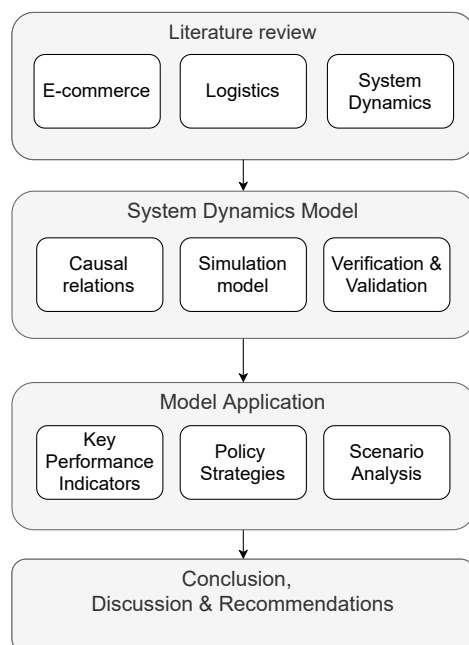 Literature review
E-commerce
Logistics
System
Dynamics
System Dynamics Model
Causal
relations
Simulation
model
Verification &
Validation
Model Application
Key
Performance
Indicators
Policy
Strategies
Scenario
Analysis
Conclusion,
Discussion & Recommendations